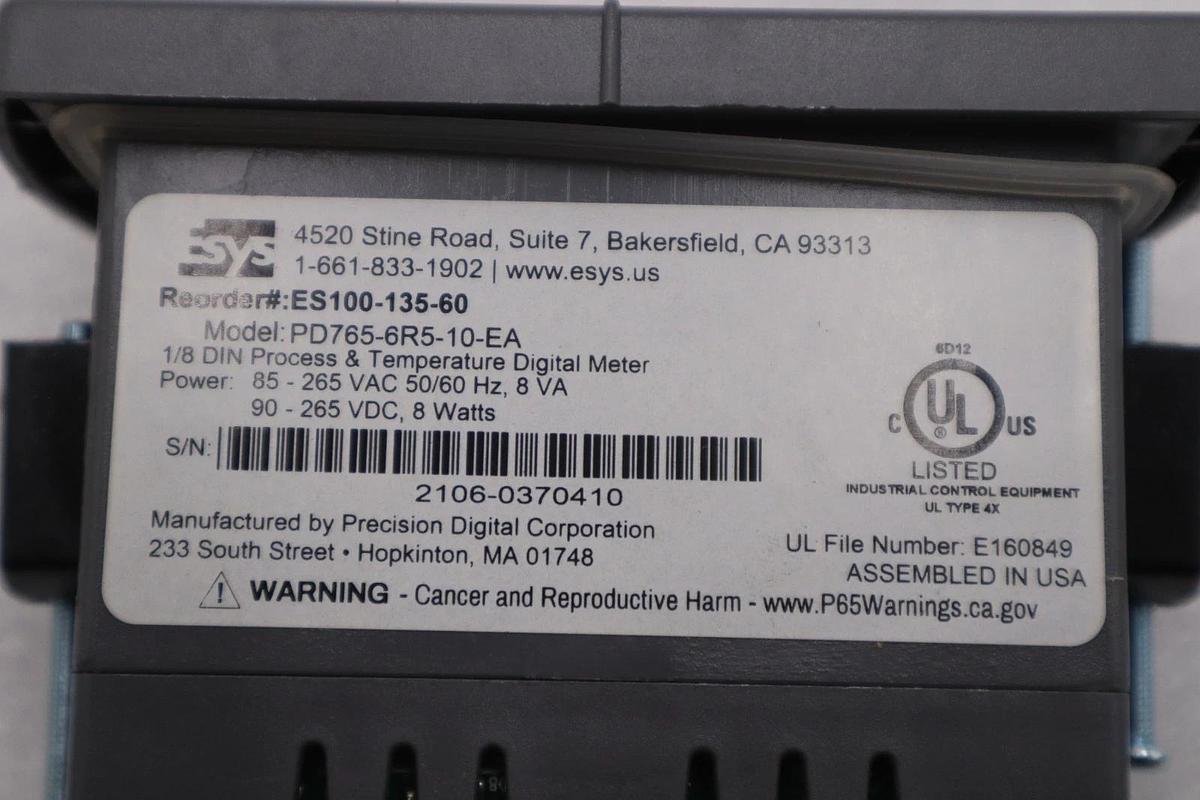 ESYS
4520 Stine Road, Suite 7, Bakersfield, CA 93313
1-661-833-1902 | www.esys.us
Reorder#:ES100-135-60
Model: PD765-6R5-10-EA
1/8 DIN Process & Temperature Digital Meter
Power: 85 - 265 VAC 50/60 Hz, 8 VA
90 - 265 VDC, 8 Watts
S/N:
2106-0370410
Manufactured by Precision Digital Corporation
233 South Street • Hopkinton, MA 01748
6D12
C UL ® US
LISTED
INDUSTRIAL CONTROL EQUIPMENT
UL TYPE 4X
UL File Number: E160849
ASSEMBLED IN USA
! WARNING - Cancer and Reproductive Harm - www.P65Warnings.ca.gov